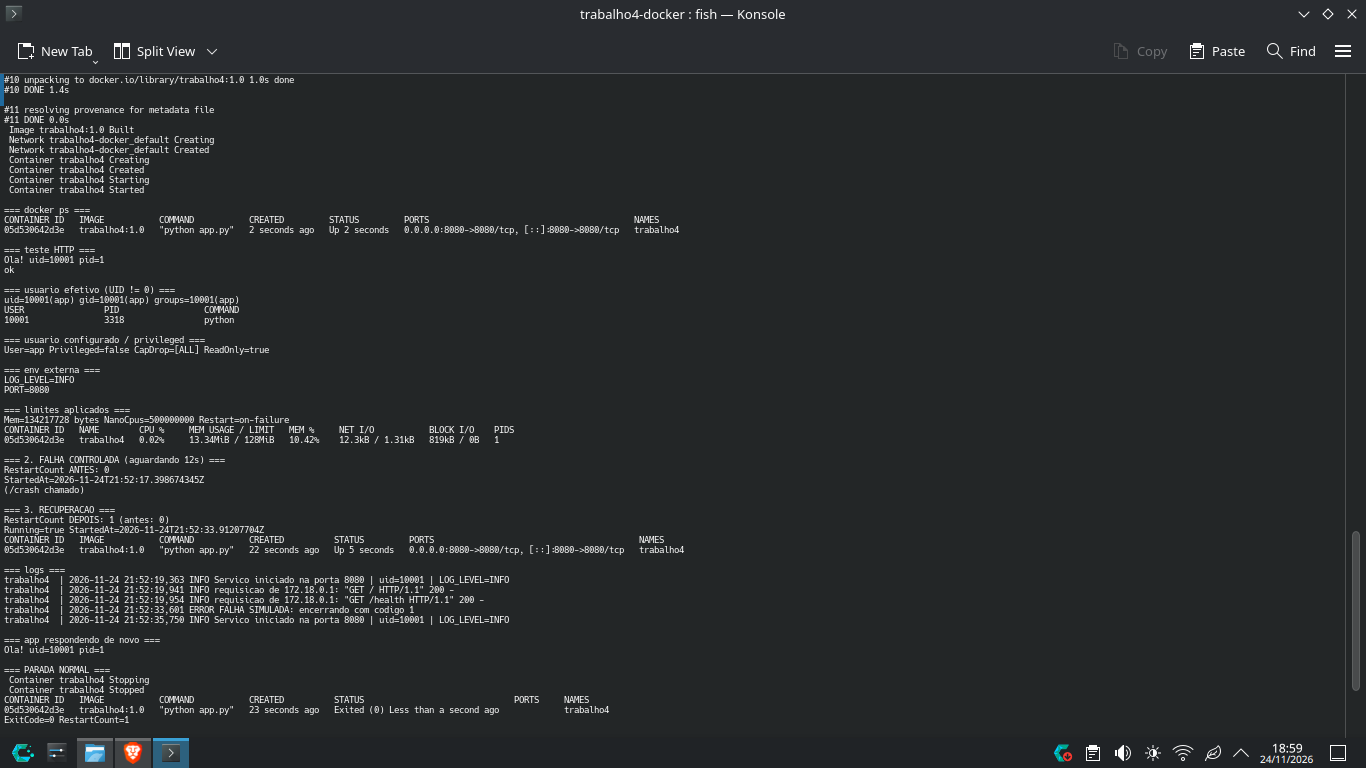 trabalho4-docker : fish — Konsole
New Tab
Split View
Copy
Paste
Find
#10 unpacking to docker.io/library/trabalho4:1.0 1.0s done
#10 DONE 1.4s
#11 resolving provenance for metadata file
#11 DONE 0.0s
Image trabalho4:1.0 Built
Network trabalho4-docker_default Creating
Network trabalho4-docker_default Created
Container trabalho4 Creating
Container trabalho4 Created
Container trabalho4 Starting
Container trabalho4 Started
=== docker ps ===
CONTAINER ID   IMAGE           COMMAND           CREATED         STATUS         PORTS                                         NAMES
05d530642d3e   trabalho4:1.0   "python app.py"   2 seconds ago   Up 2 seconds   0.0.0.0:8080->8080/tcp, [::]:8080->8080/tcp   trabalho4
=== teste HTTP ===
Ola! uid=10001 pid=1
ok
=== usuario efetivo (UID != 0) ===
uid=10001(app) gid=10001(app) groups=10001(app)
USER                PID                 COMMAND
10001               3318                python
=== usuario configurado / privileged ===
User=app Privileged=false CapDrop=[ALL] ReadOnly=true
=== env externa ===
LOG_LEVEL=INFO
PORT=8080
=== limites aplicados ===
Mem=134217728 bytes NanoCpus=500000000 Restart=on-failure
CONTAINER ID   NAME        CPU %     MEM USAGE / LIMIT   MEM %     NET I/O           BLOCK I/O    PIDS
05d530642d3e   trabalho4   0.02%     13.34MiB / 128MiB   10.42%    12.3kB / 1.31kB   819kB / 0B   1
=== 2. FALHA CONTROLADA (aguardando 12s) ===
RestartCount ANTES: 0
StartedAt=2026-11-24T21:52:17.398674345Z
(/crash chamado)
=== 3. RECUPERACAO ===
RestartCount DEPOIS: 1 (antes: 0)
Running=true StartedAt=2026-11-24T21:52:33.91207704Z
CONTAINER ID   IMAGE           COMMAND           CREATED          STATUS         PORTS                                         NAMES
05d530642d3e   trabalho4:1.0   "python app.py"   22 seconds ago   Up 5 seconds   0.0.0.0:8080->8080/tcp, [::]:8080->8080/tcp   trabalho4
=== logs ===
trabalho4  | 2026-11-24 21:52:19,363 INFO Servico iniciado na porta 8080 | uid=10001 | LOG_LEVEL=INFO
trabalho4  | 2026-11-24 21:52:19,941 INFO requisicao de 172.18.0.1: "GET / HTTP/1.1" 200 -
trabalho4  | 2026-11-24 21:52:19,954 INFO requisicao de 172.18.0.1: "GET /health HTTP/1.1" 200 -
trabalho4  | 2026-11-24 21:52:33,601 ERROR FALHA SIMULADA: encerrando com codigo 1
trabalho4  | 2026-11-24 21:52:35,750 INFO Servico iniciado na porta 8080 | uid=10001 | LOG_LEVEL=INFO
=== app respondendo de novo ===
Ola! uid=10001 pid=1
=== PARADA NORMAL ===
Container trabalho4 Stopping
Container trabalho4 Stopped
CONTAINER ID   IMAGE           COMMAND           CREATED          STATUS                              PORTS     NAMES
05d530642d3e   trabalho4:1.0   "python app.py"   23 seconds ago   Exited (0) Less than a second ago             trabalho4
ExitCode=0 RestartCount=1
18:59
24/11/2026